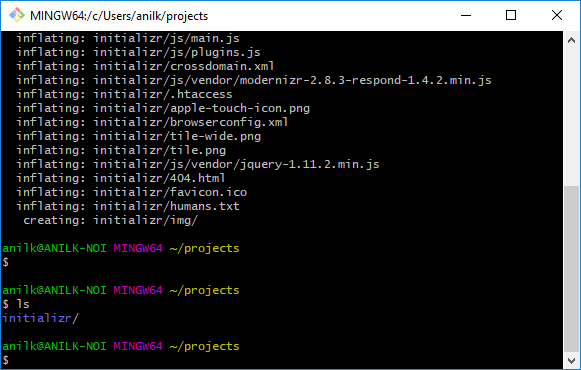 MINGW64:/c/Users/anilk/projects
inflating: initializr/js/main.js
inflating: initializr/js/plugins.js
inflating: initializr/crossdomain.xml
inflating: initializr/js/vendor/modernizr-2.8.3-respond-1.4.2.min.js
inflating: initializr/.htaccess
inflating: initializr/apple-touch-icon.png
inflating: initializr/browserconfig.xml
inflating: initializr/tile-wide.png
inflating: initializr/tile.png
inflating: initializr/js/vendor/jquery-1.11.2.min.js
inflating: initializr/404.html
inflating: initializr/favicon.ico
inflating: initializr/humans.txt
creating: initializr/img/
anilk@ANILK-NOI MINGW64 ~/projects
$
anilk@ANILK-NOI MINGW64 ~/projects
$ ls
initializr/
anilk@ANILK-NOI MINGW64 ~/projects
$